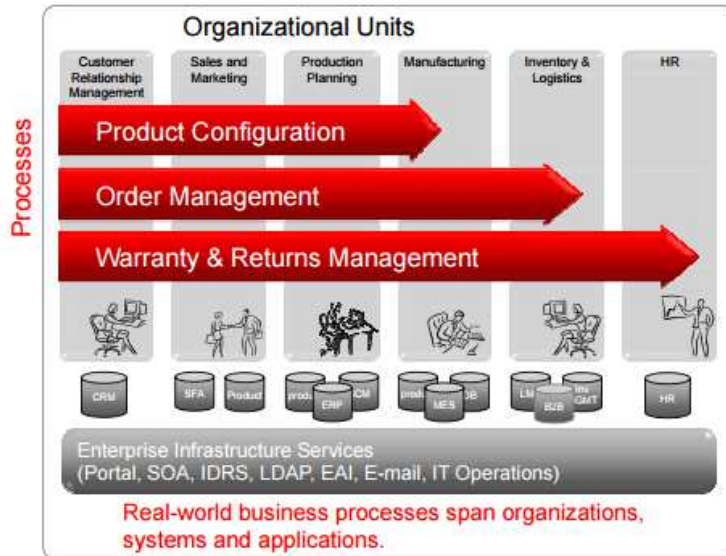 Organizational Units
Customer
Relationship
Management
Sales and
Marketing
Production
Planning
Manufacturing
Inventory &
Logistics
HR
Processes
Product Configuration
Order Management
Warranty & Returns Management
CRM
SFA
Product
ERP
MES
B2B
HR
Enterprise Infrastructure Services
(Portal, SOA, IDRS, LDAP, EAI, E-mail, IT Operations)
Real-world business processes span organizations,
systems and applications.